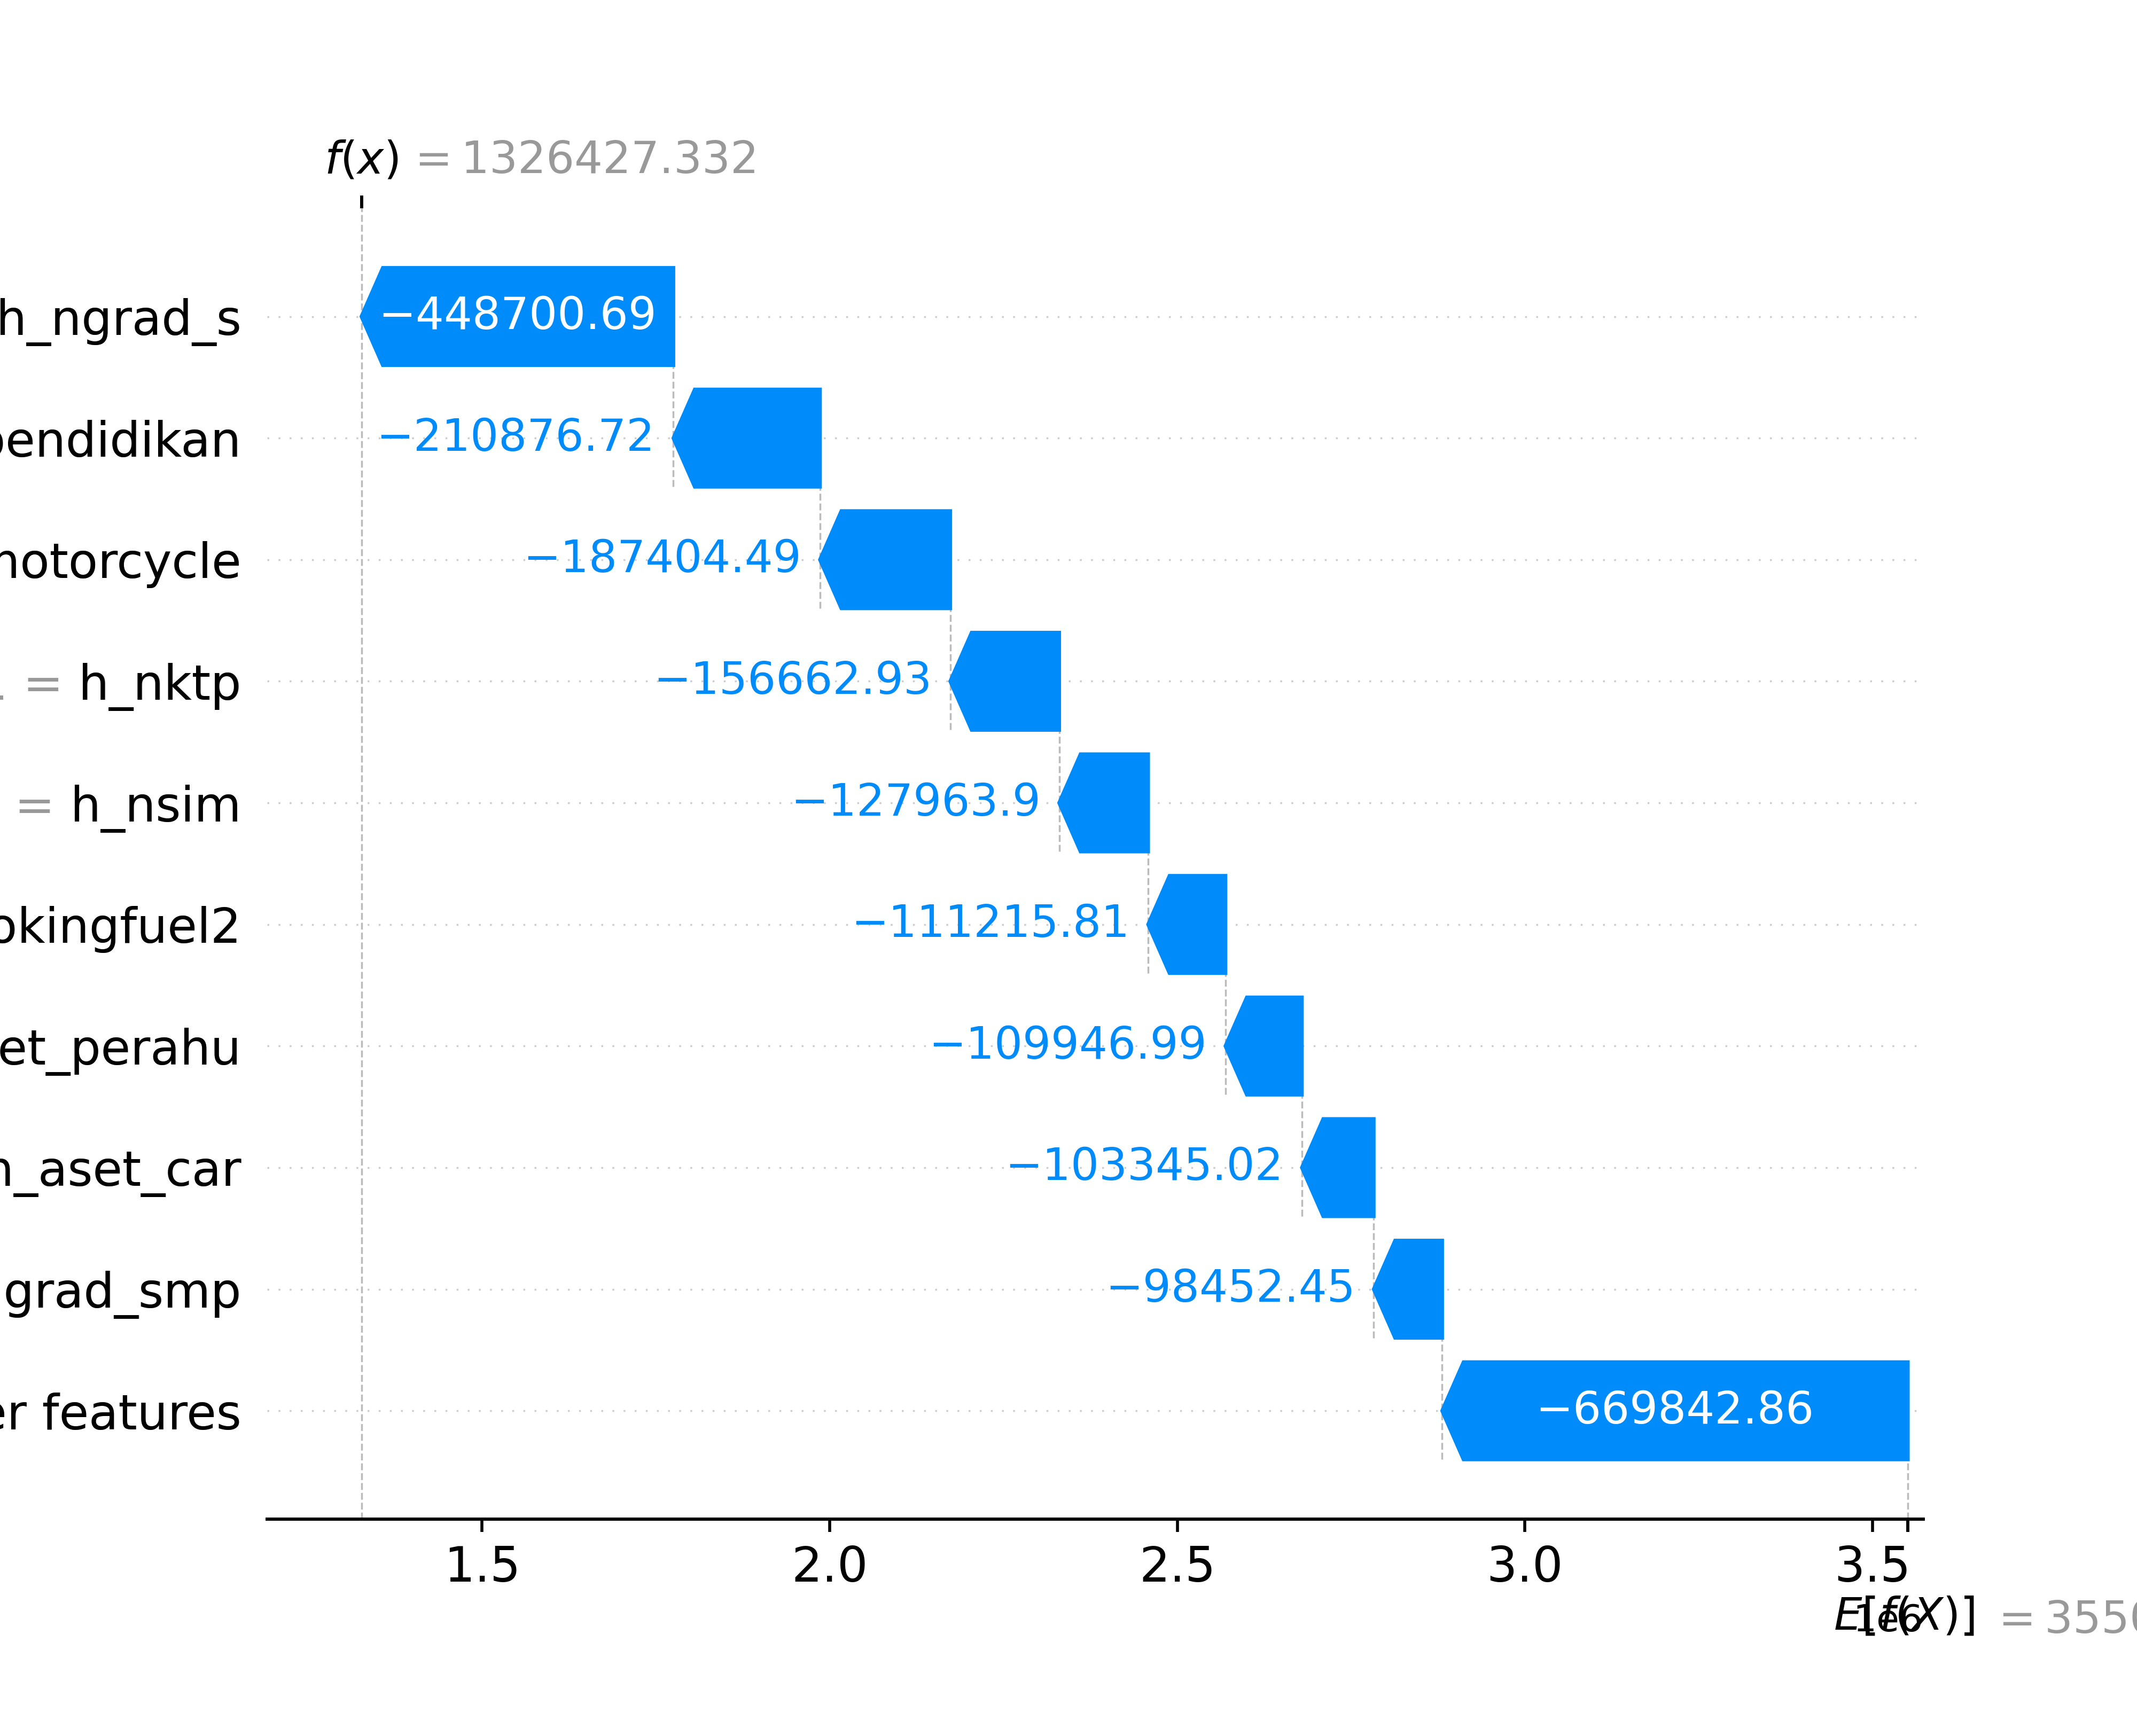 f(x) = 1326427.332
h_ngrad_s −448700.69
pendidikan −210876.72
motorcycle −187404.49
= h_nktp −156662.93
= h_nsim −127963.9
okingfuel2 −111215.81
et_perahu −109946.99
h_aset_car −103345.02
grad_smp −98452.45
er features −669842.86
1.5 2.0 2.5 3.0 3.5
1e6
E[f(X)] = 3550